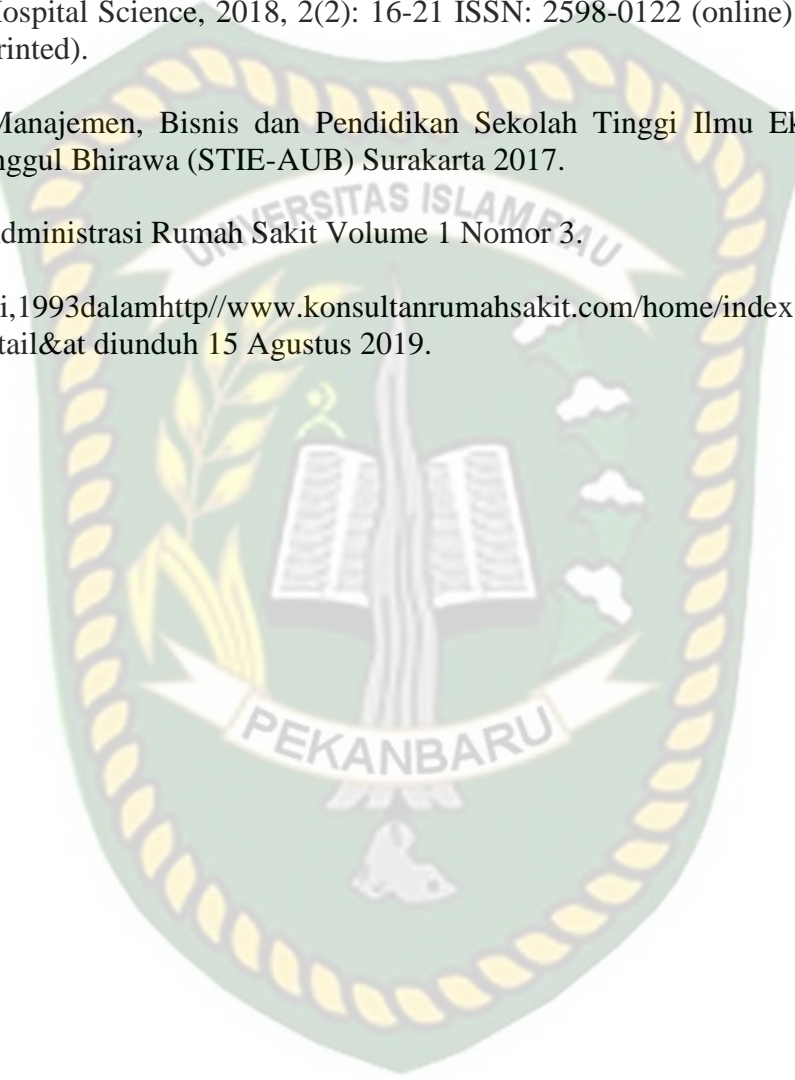 Hospital Science, 2018, 2(2): 16-21 ISSN: 2598-0122 (online)
rinted).
Manajemen, Bisnis dan Pendidikan Sekolah Tinggi Ilmu Ek
nggul Bhirawa (STIE-AUB) Surakarta 2017.
UNIVERSITAS ISLAM RIAU
dministrasi Rumah Sakit Volume 1 Nomor 3.
i,1993dalamhttp//www.konsultanrumahsakit.com/home/index
tail&at diunduh 15 Agustus 2019.
PEKANBARU